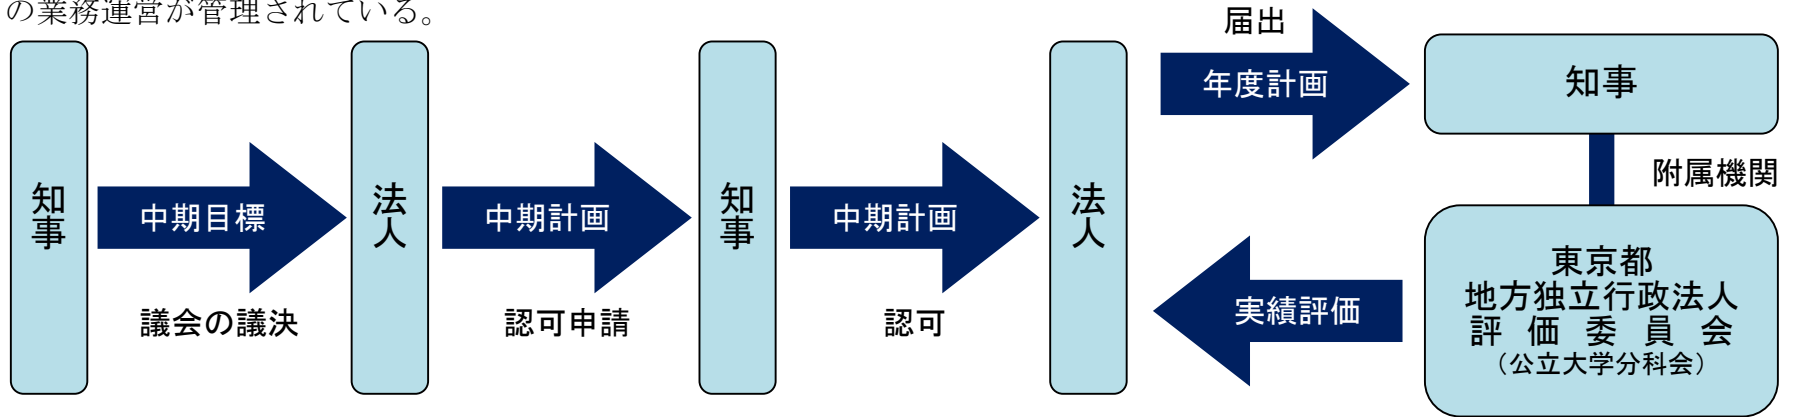 の業務運営が管理されている。
知事
中期目標
議会の議決
法人
中期計画
認可申請
知事
中期計画
認可
法人
届出
年度計画
知事
附属機関
東京都
地方独立行政法人
評価委員会
（公立大学分科会）
実績評価